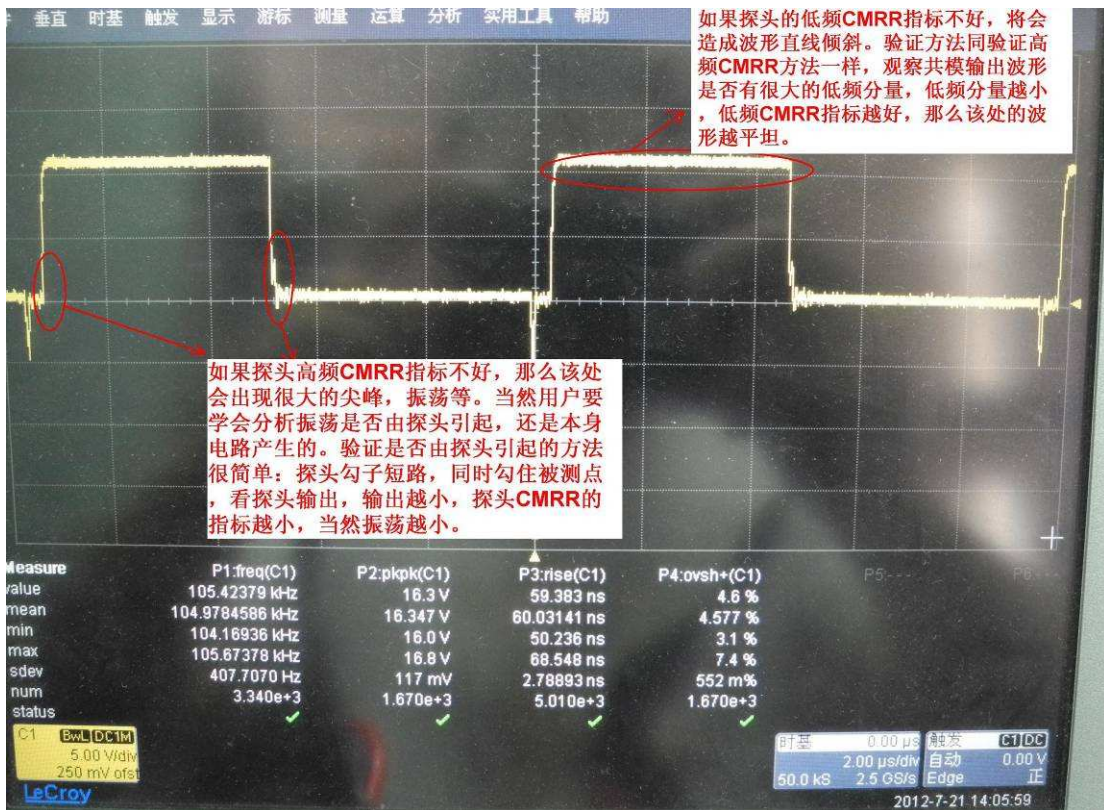 垂直 时基 触发 显示 游标 测量 运算 分析 实用工具 帮助
如果探头的低频CMRR指标不好，将会
造成波形直线倾斜。验证方法同验证高
频CMRR方法一样，观察共模输出波形
是否有很大的低频分量，低频分量越小
，低频CMRR指标越好，那么该处的波
形越平坦。
如果探头高频CMRR指标不好，那么该处
会出现很大的尖峰，振荡等。当然用户要
学会分析振荡是否由探头引起，还是本身
电路产生的。验证是否由探头引起的方法
很简单：探头勾子短路，同时勾住被测点
，看探头输出，输出越小，探头CMRR的
指标越小，当然振荡越小。
Measure P1:freq(C1) P2:pkpk(C1) P3:rise(C1) P4:ovsh+(C1) P5:--- P6:---
value 105.42379 kHz 16.3 V 59.383 ns 4.6 %
mean 104.9784586 kHz 16.347 V 60.03141 ns 4.577 %
min 104.16936 kHz 16.0 V 50.236 ns 3.1 %
max 105.67378 kHz 16.8 V 68.548 ns 7.4 %
sdev 407.7070 Hz 117 mV 2.78893 ns 552 m%
num 3.340e+3 1.670e+3 5.010e+3 1.670e+3
status
C1 BwL DC1M
5.00 V/div
250 mV ofst
LeCroy
时基 0.00 µs 触发 C1 DC
2.00 µs/div 自动 0.00 V
50.0 kS 2.5 GS/s Edge 正
2012-7-21 14:05:59